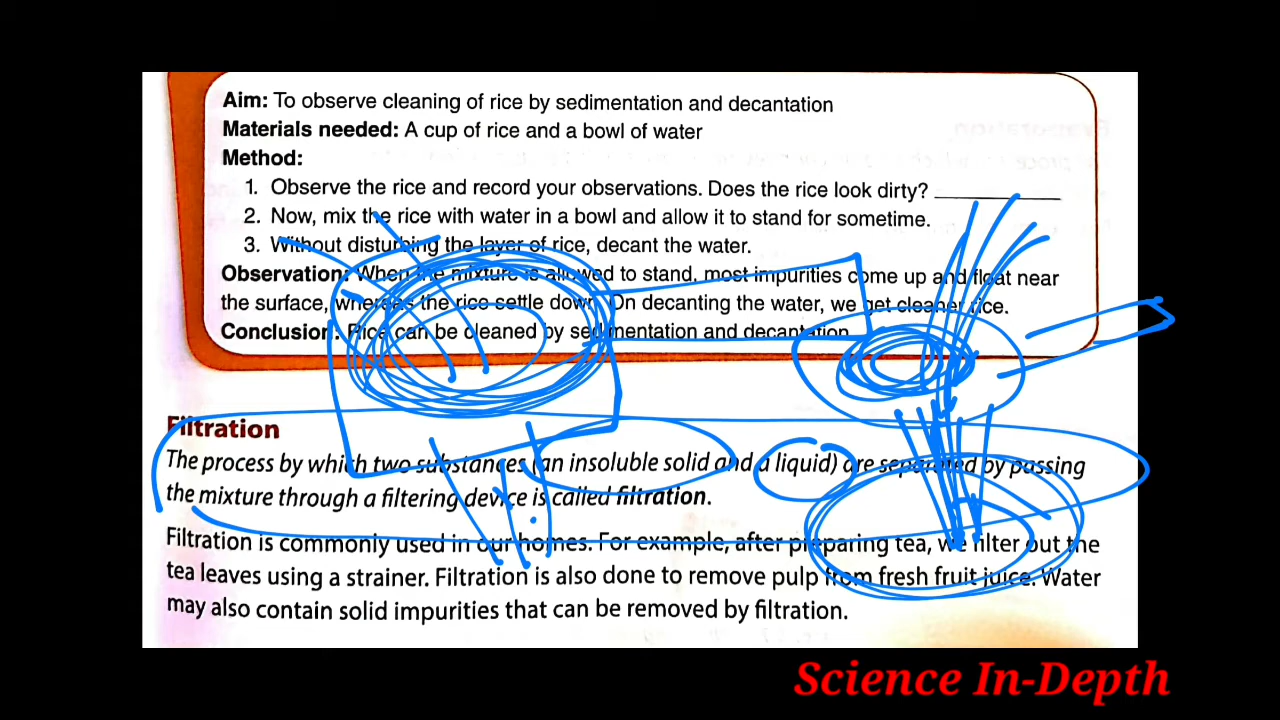 Aim: To observe cleaning of rice by sedimentation and decantation
Materials needed: A cup of rice and a bowl of water
Method:
1. Observe the rice and record your observations. Does the rice look dirty? __________
2. Now, mix the rice with water in a bowl and allow it to stand for sometime.
3. Without disturbing the layer of rice, decant the water.
Observation: When the mixture is allowed to stand, most impurities come up and float near
the surface, whereas the rice settle down. On decanting the water, we get cleaner rice.
Conclusion: Rice can be cleaned by sedimentation and decantation.
Filtration
The process by which two substances (an insoluble solid and a liquid) are separated by passing
the mixture through a filtering device is called filtration.
Filtration is commonly used in our homes. For example, after preparing tea, we filter out the
tea leaves using a strainer. Filtration is also done to remove pulp from fresh fruit juice. Water
may also contain solid impurities that can be removed by filtration.
Science In-Depth